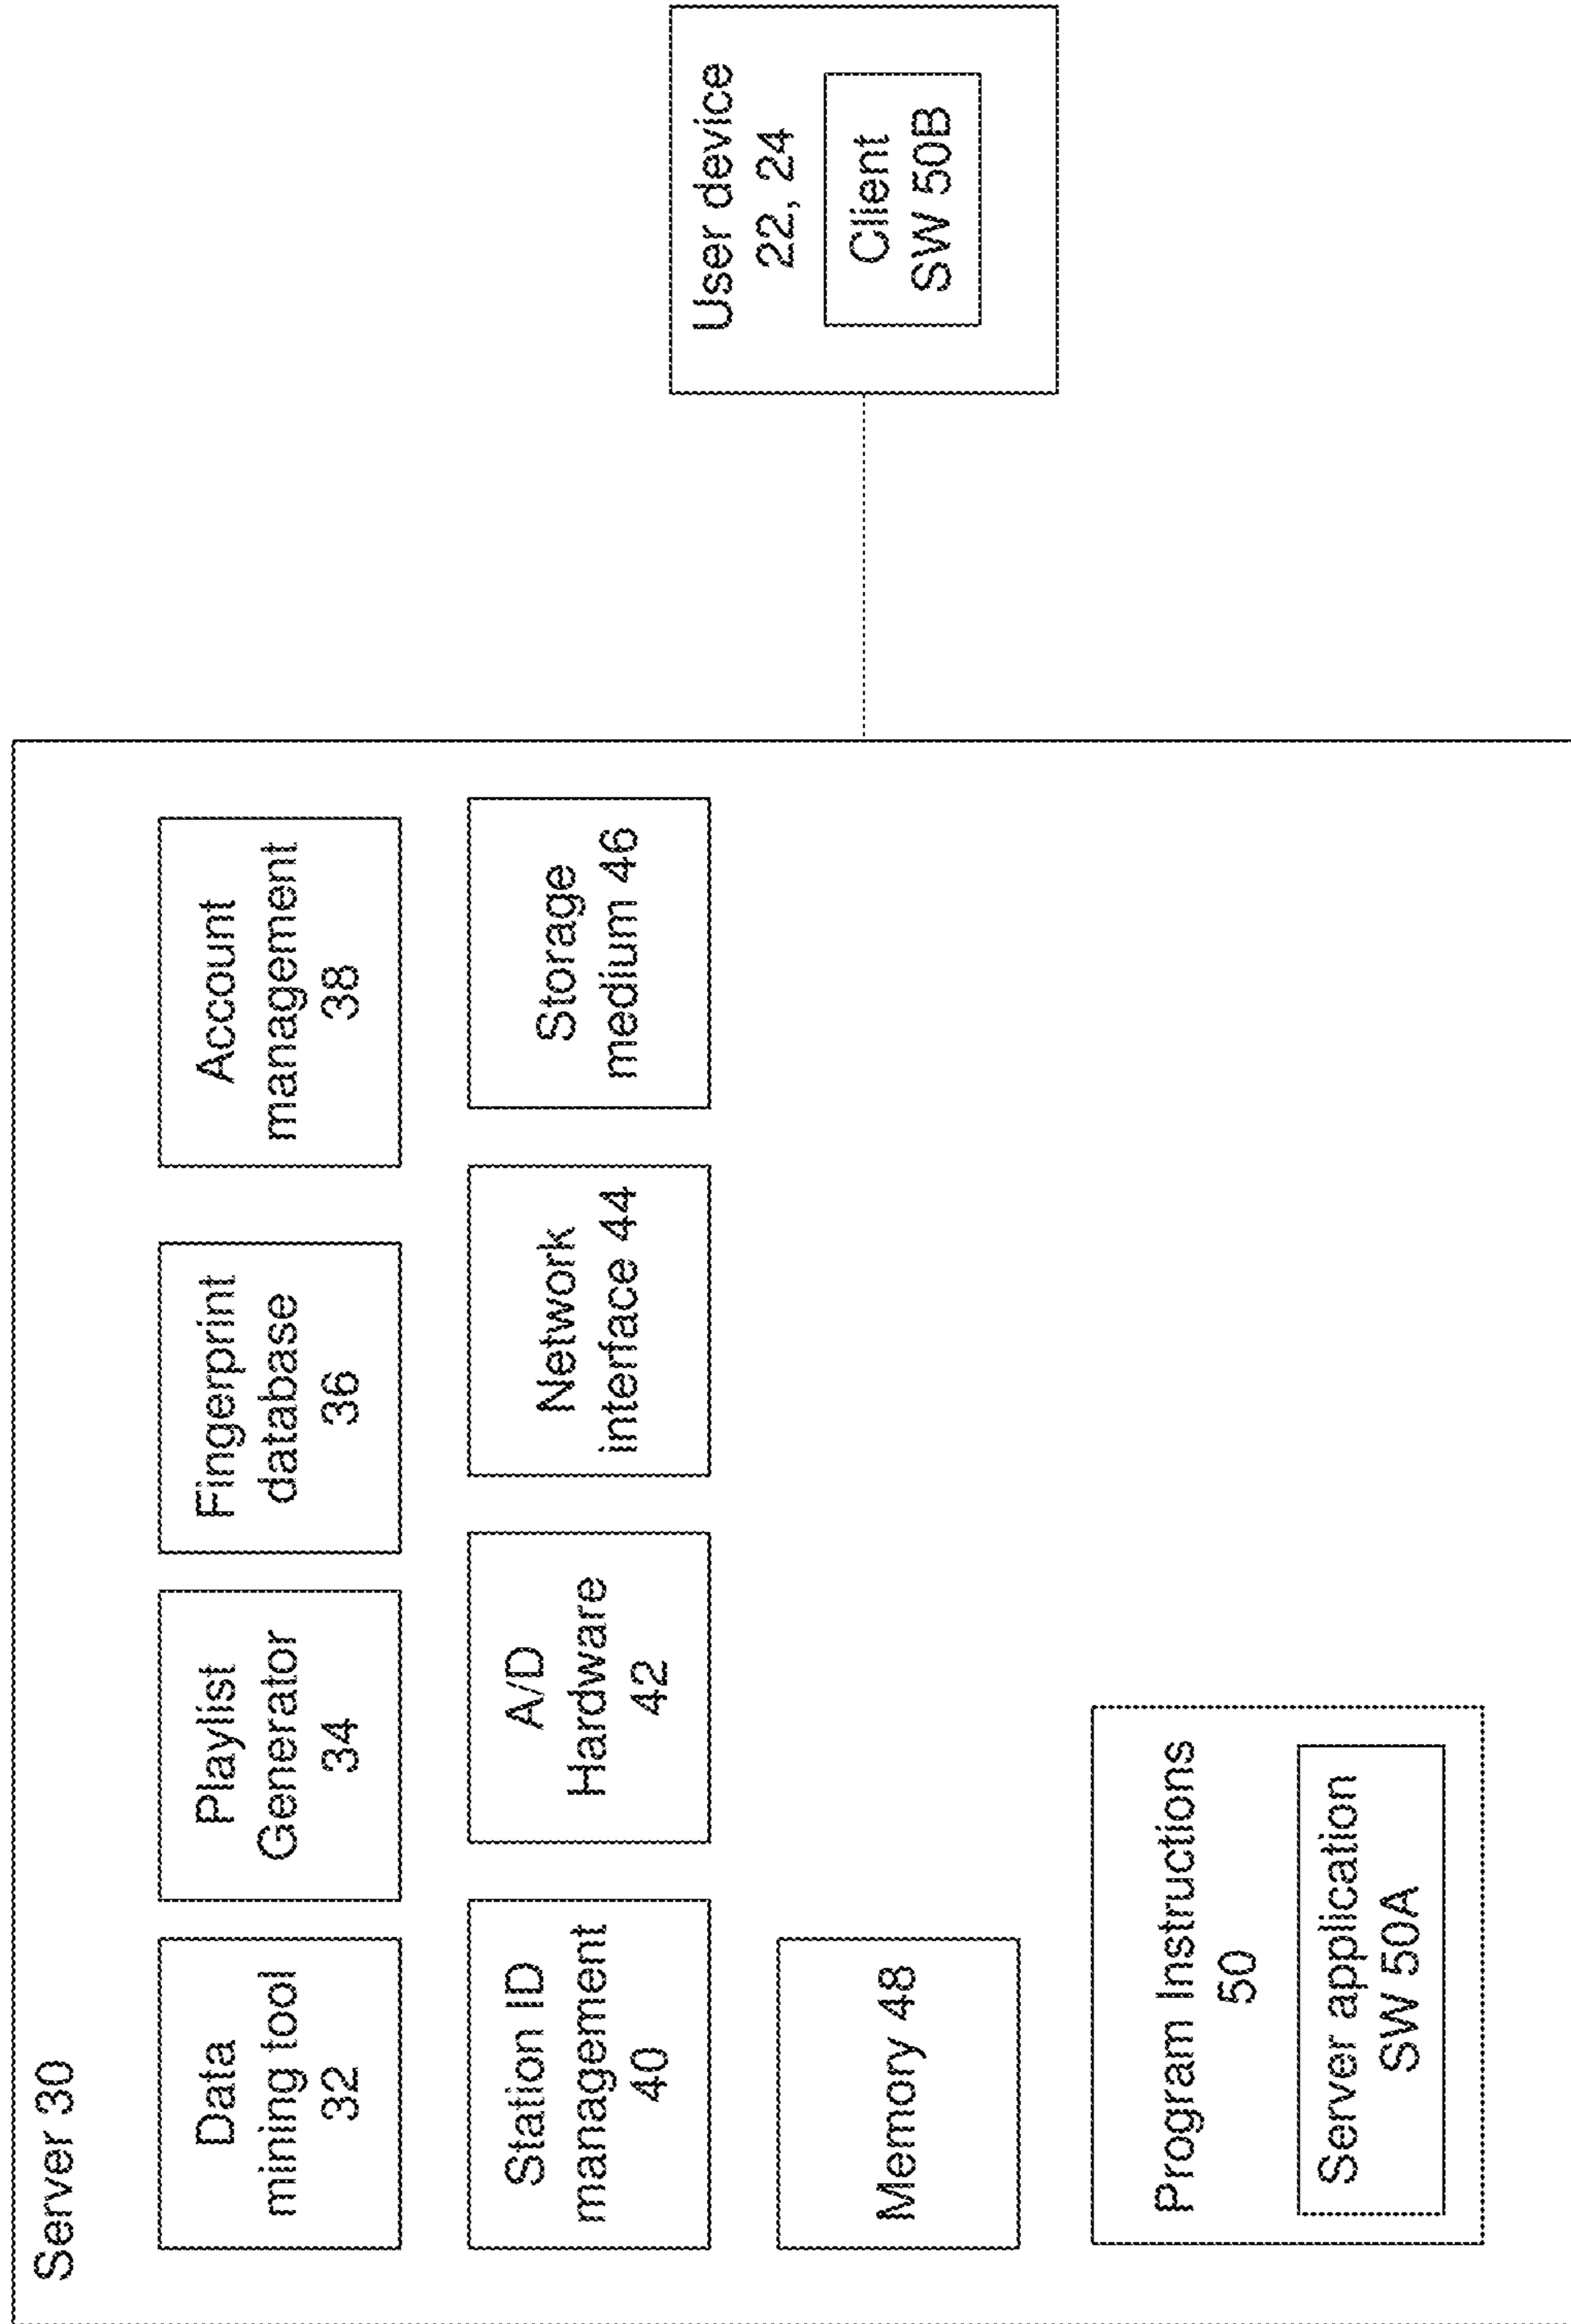 Server 30
Data
mining tool
32
Playlist
Generator
34
Fingerprint
database
36
Account
management
38
Station ID
management
40
A/D
Hardware
42
Network
interface 44
Storage
medium 46
Memory 48
Program Instructions
50
Server application
SW 50A
User device
22, 24
Client
SW 50B